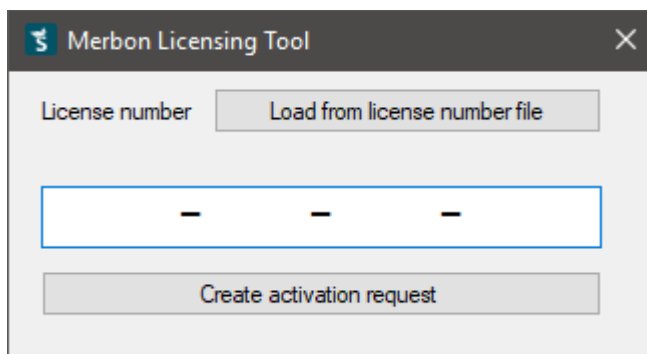 Merbon Licensing Tool
License number Load from license number file
– – –
Create activation request